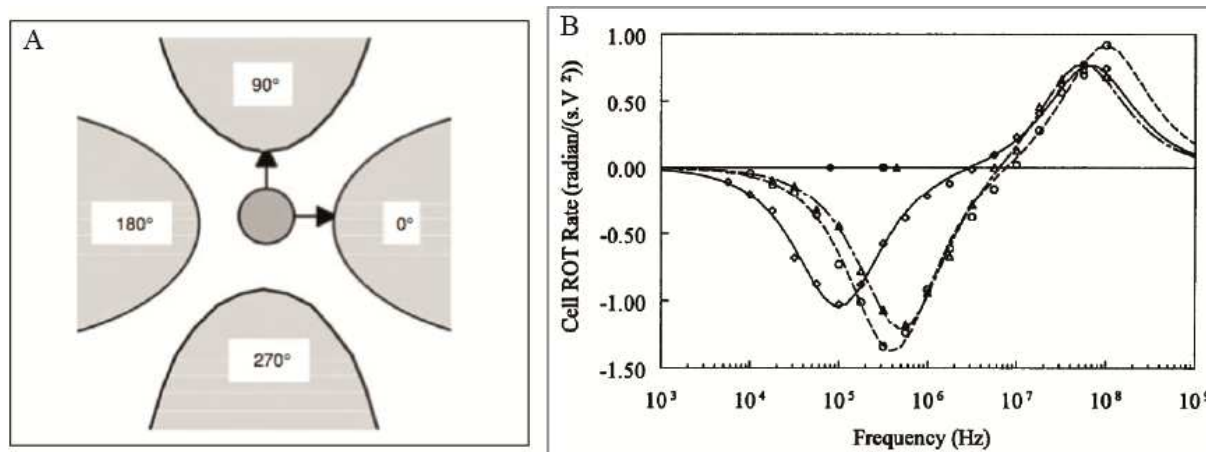 A
90°
180°
0°
270°
B
Cell ROT Rate (radian/(s.V²))
1.00
0.50
0.00
-0.50
-1.00
-1.50
10³ 10⁴ 10⁵ 10⁶ 10⁷ 10⁸ 10⁹
Frequency (Hz)